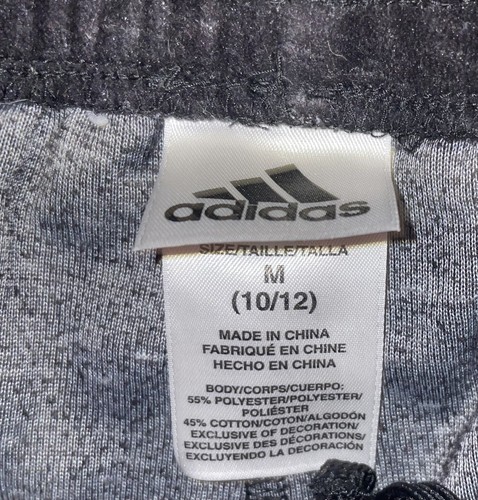 adidas
SIZE/TAILLE/TALLA
M
(10/12)
MADE IN CHINA
FABRIQUÉ EN CHINE
HECHO EN CHINA
BODY/CORPS/CUERPO:
55% POLYESTER/POLYESTER/
POLIÉSTER
45% COTTON/COTON/ALGODÓN
EXCLUSIVE OF DECORATION/
EXCLUSIVE DES DÉCORATIONS/
EXCLUYENDO LA DECORACIÓN